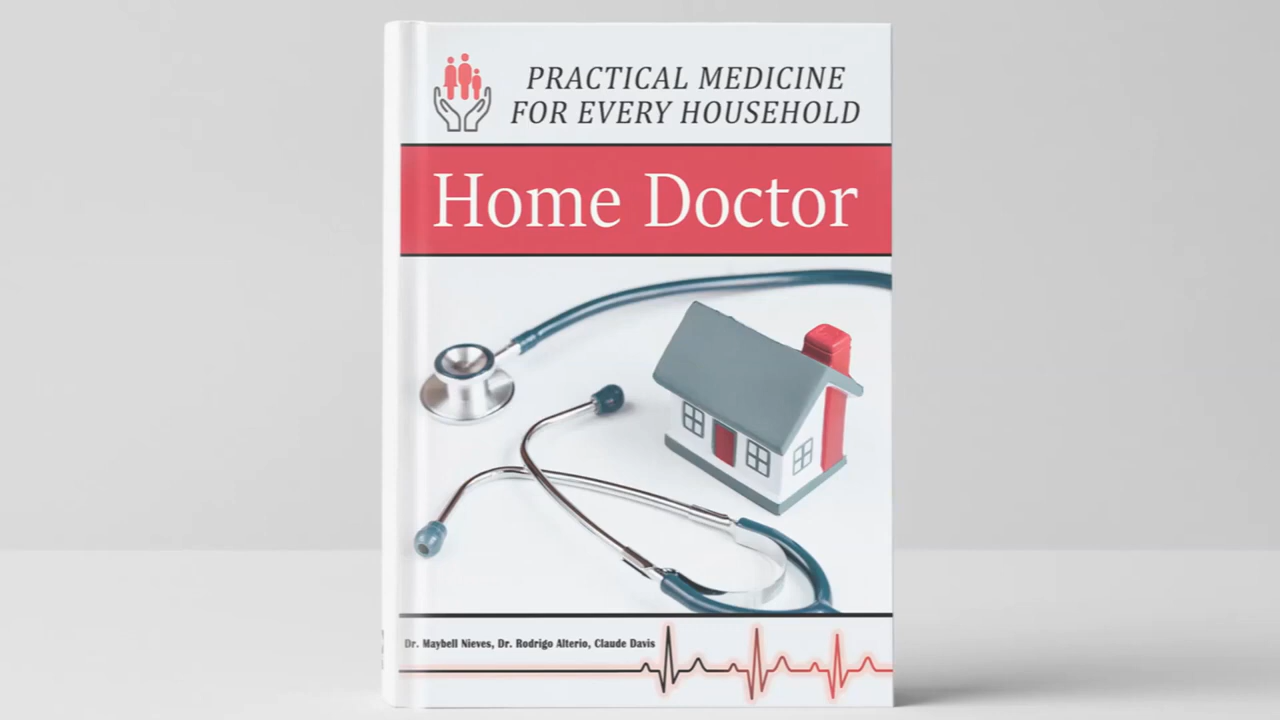 PRACTICAL MEDICINE
FOR EVERY HOUSEHOLD
Home Doctor
Dr. Maybell Nieves, Dr. Rodrigo Alterio, Claude Davis